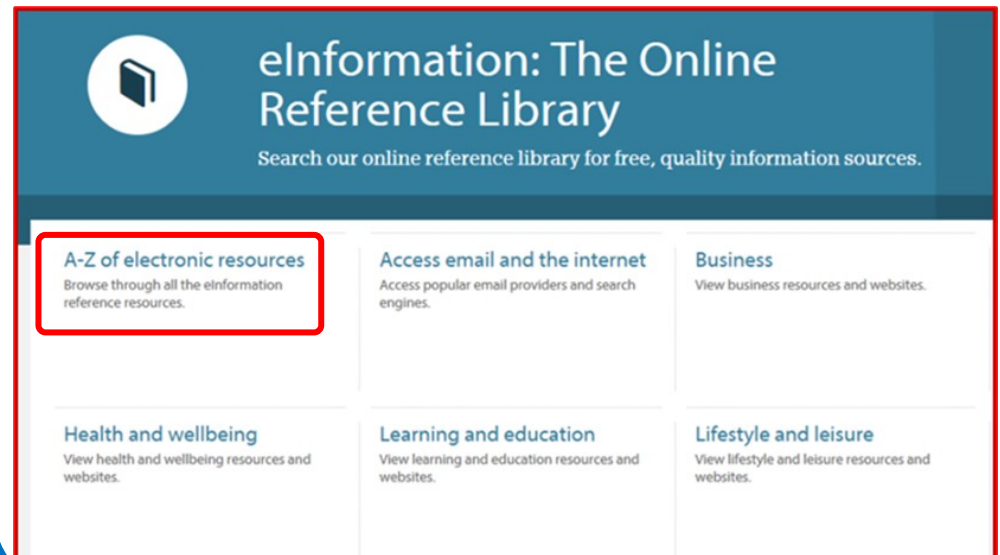 eInformation: The Online
Reference Library
Search our online reference library for free, quality information sources.
A-Z of electronic resources
Browse through all the eInformation
reference resources.
Access email and the internet
Access popular email providers and search
engines.
Business
View business resources and websites.
Health and wellbeing
View health and wellbeing resources and
websites.
Learning and education
View learning and education resources and
websites.
Lifestyle and leisure
View lifestyle and leisure resources and
websites.